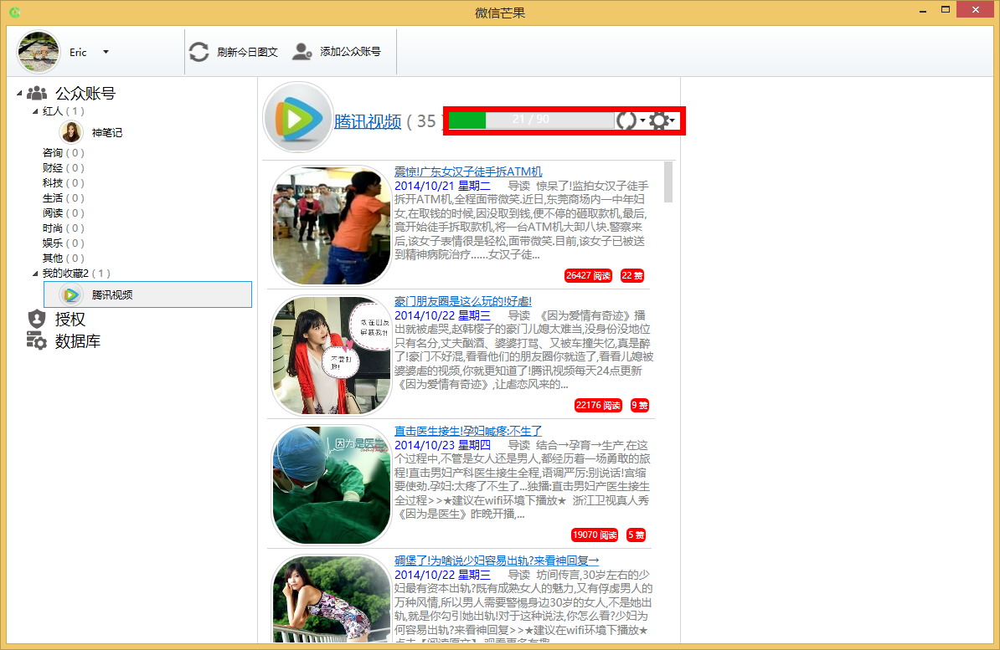 微信芒果
Eric
刷新今日图文
添加公众账号
公众账号
红人 ( 1 )
神笔记
咨询 ( 0 )
财经 ( 0 )
科技 ( 0 )
生活 ( 0 )
阅读 ( 0 )
时尚 ( 0 )
娱乐 ( 0 )
其他 ( 0 )
我的收藏2 ( 1 )
腾讯视频
授权
数据库
腾讯视频 ( 35 )
21 / 90
震惊!广东女汉子徒手拆ATM机
2014/10/21 星期二 导读 惊呆了!监拍女汉子徒手
拆开ATM机,全程面带微笑.近日,东莞商场内一中年妇
女,在取钱的时候,因没取到钱,便不停的砸取款机,最后,
竟开始徒手拆取款机,将一台ATM机大卸八块.警察来
后,该女子表情很是轻松,面带微笑.目前,该女子已被送
到精神病院治疗......女汉子徒...
26427 阅读 22 赞
豪门朋友圈是这么玩的!好虐!
2014/10/22 星期三 导读 《因为爱情有奇迹》播
出就被虐哭,赵韩樱子的豪门儿媳太难当,没身份没地位
只有名分,丈夫酗酒、婆婆打骂、又被车撞失忆,真是醉
了!豪门不好混,看看他们的朋友圈你就造了,看看儿媳被
婆婆虐的视频,你就更知道了!腾讯视频每天24点更新
《因为爱情有奇迹》,让虐恋风来的...
敢在朋友
屏蔽我?!
不要打
脸!
22176 阅读 9 赞
直击医生接生!孕妇喊疼:不生了
2014/10/23 星期四 导读 结合→孕育→生产,在这
个过程中,不管是女人还是男人,都经历着一场勇敢的旅
程!直击男妇产科医生接生全程,语调严厉:别说话!宫缩
要使劲.孕妇:太疼了不生了...独播:直击男妇产医生接生
全过程>>★建议在wifi环境下播放★ 浙江卫视真人秀
《因为是医生》昨晚开播,...
因为是医生
19070 阅读 5 赞
碉堡了!为啥说少妇容易出轨?来看神回复→
2014/10/22 星期三 导读 坊间传言,30岁左右的少
妇最有资本出轨?既有成熟女人的魅力,又有俘虏男人的
万种风情,所以男人需要警惕身边30岁的女人,不是她出
轨,就是你勾引她出轨!对于这种说法,你怎么看?少妇为
何容易出轨?来看神回复>>★建议在wifi环境下播放★
点击【阅读原文】,观看更多有趣